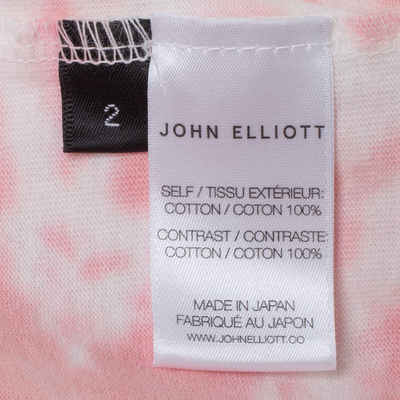 2
JOHN ELLIOTT
SELF / TISSU EXTÉRIEUR:
COTTON / COTON 100%
CONTRAST / CONTRASTE:
COTTON / COTON 100%
MADE IN JAPAN
FABRIQUÉ AU JAPON
WWW.JOHNELLIOTT.CO